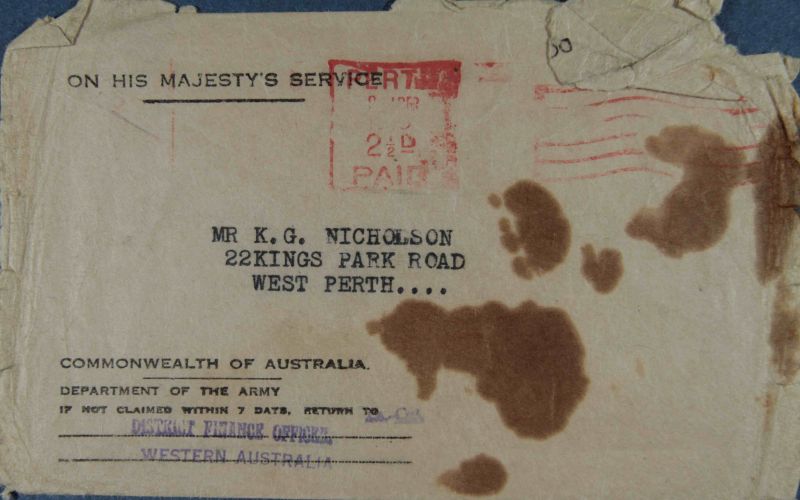 ON HIS MAJESTY'S SERVICE
PERTH
2½D
PAID
MR K.G. NICHOLSON
22KINGS PARK ROAD
WEST PERTH....
COMMONWEALTH OF AUSTRALIA.
DEPARTMENT OF THE ARMY
IF NOT CLAIMED WITHIN 7 DAYS, RETURN TO
DISTRICT FINANCE OFFICER,
WESTERN AUSTRALIA